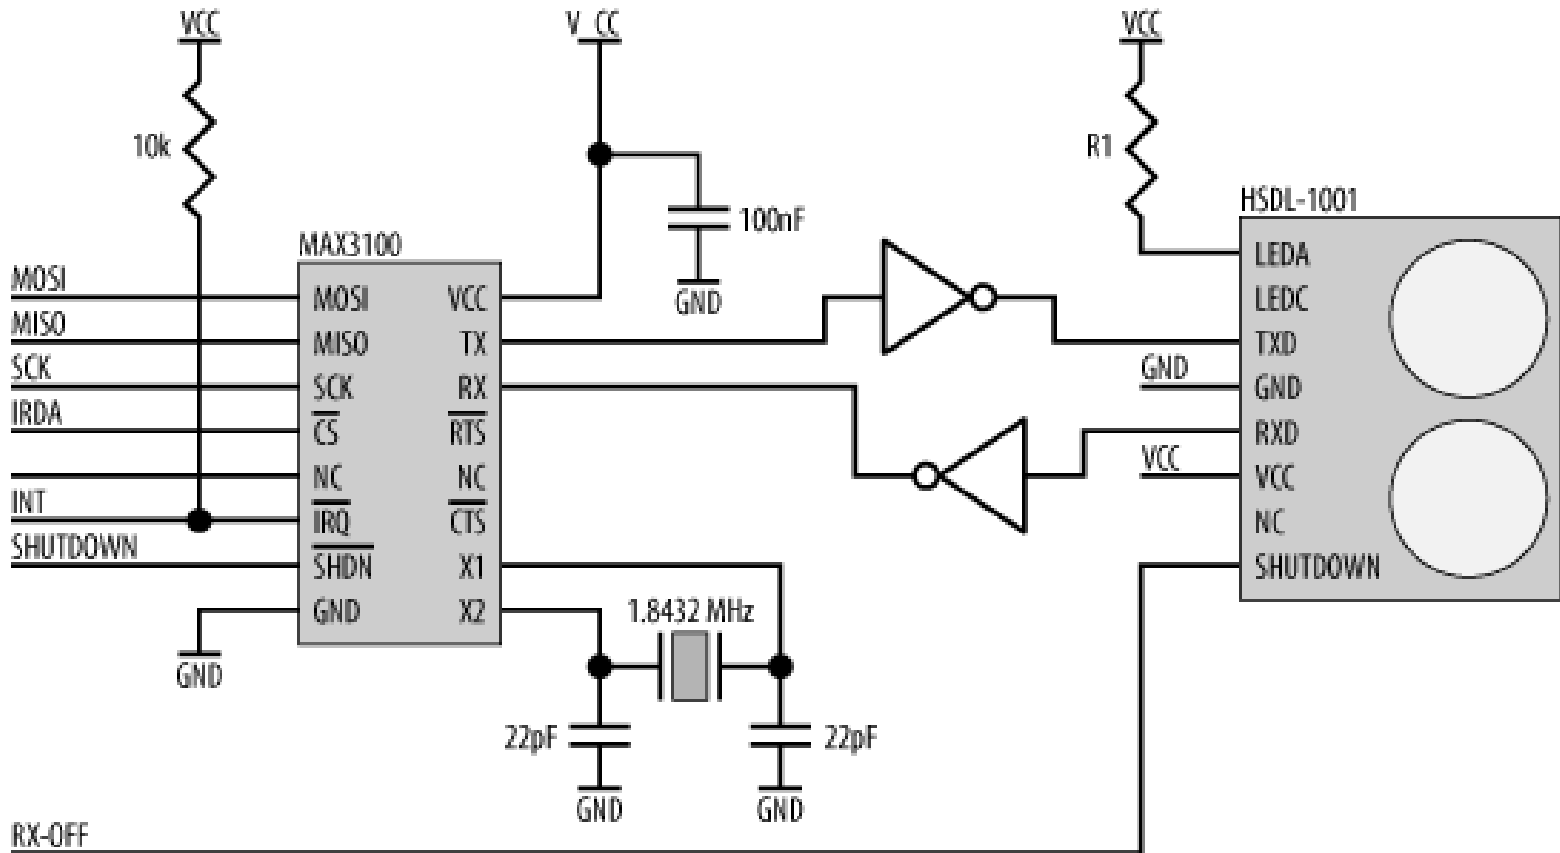 VCC
V CC
VCC
10k
R1
100nF
GND
HSDL-1001
MAX3100
MOSI
MISO
SCK
IRDA
INT
SHUTDOWN
MOSI
MISO
SCK
CS
NC
IRQ
SHDN
GND
VCC
TX
RX
RTS
NC
CTS
X1
X2
GND
VCC
LEDA
LEDC
TXD
GND
RXD
VCC
NC
SHUTDOWN
1.8432 MHz
GND
22pF
22pF
GND
GND
RX-OFF